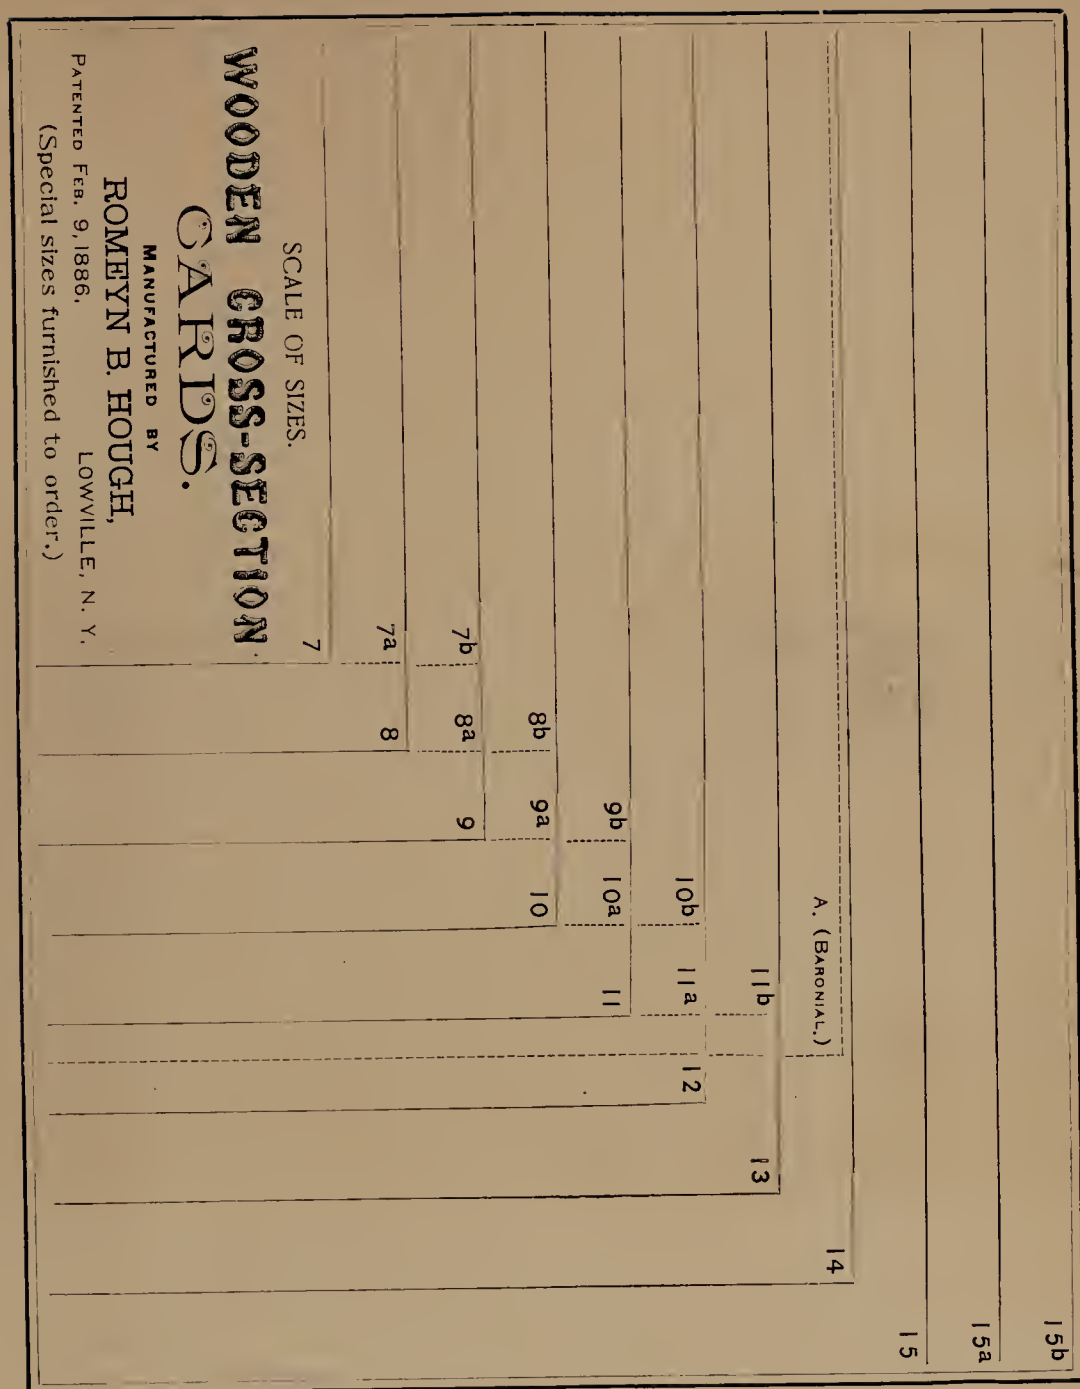 15b
15a
15
A. (BARONIAL.) 14
11b 13
10b 11a 12
9b 10a 11
8b 9a 10
7b 8a 9
7a 8
7
SCALE OF SIZES.
WOODEN CROSS-SECTION
CARDS.
MANUFACTURED BY
ROMEYN B. HOUGH,
PATENTED FEB. 9, 1886. LOWVILLE, N. Y.
(Special sizes furnished to order.)